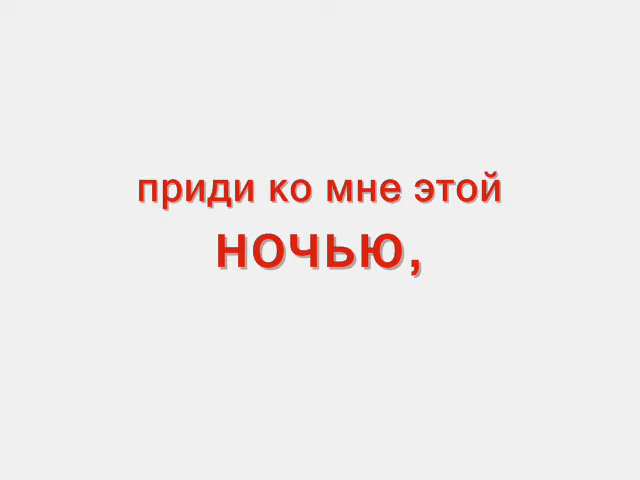 приди ко мне этой
ночью,